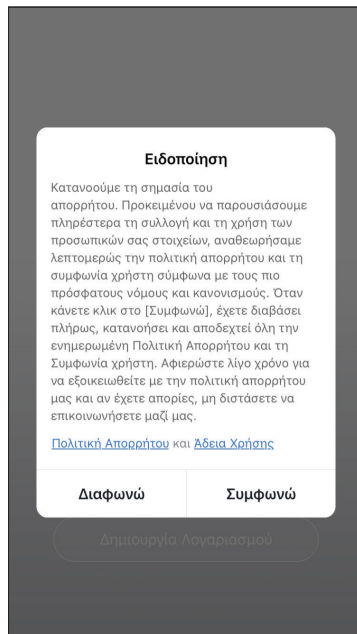 Ειδοποίηση
Κατανοούμε τη σημασία του
απορρήτου. Προκειμένου να παρουσιάσουμε
πληρέστερα τη συλλογή και τη χρήση των
προσωπικών σας στοιχείων, αναθεωρήσαμε
λεπτομερώς την πολιτική απορρήτου και τη
συμφωνία χρήστη σύμφωνα με τους πιο
πρόσφατους νόμους και κανονισμούς. Όταν
κάνετε κλικ στο [Συμφωνώ], έχετε διαβάσει
πλήρως, κατανοήσει και αποδεχτεί όλη την
ενημερωμένη Πολιτική Απορρήτου και τη
Συμφωνία χρήστη. Αφιερώστε λίγο χρόνο για
να εξοικειωθείτε με την πολιτική απορρήτου
μας και αν έχετε απορίες, μη διστάσετε να
επικοινωνήσετε μαζί μας.
Πολιτική Απορρήτου και Άδεια Χρήσης
Διαφωνώ Συμφωνώ
Δημιουργία Λογαριασμού